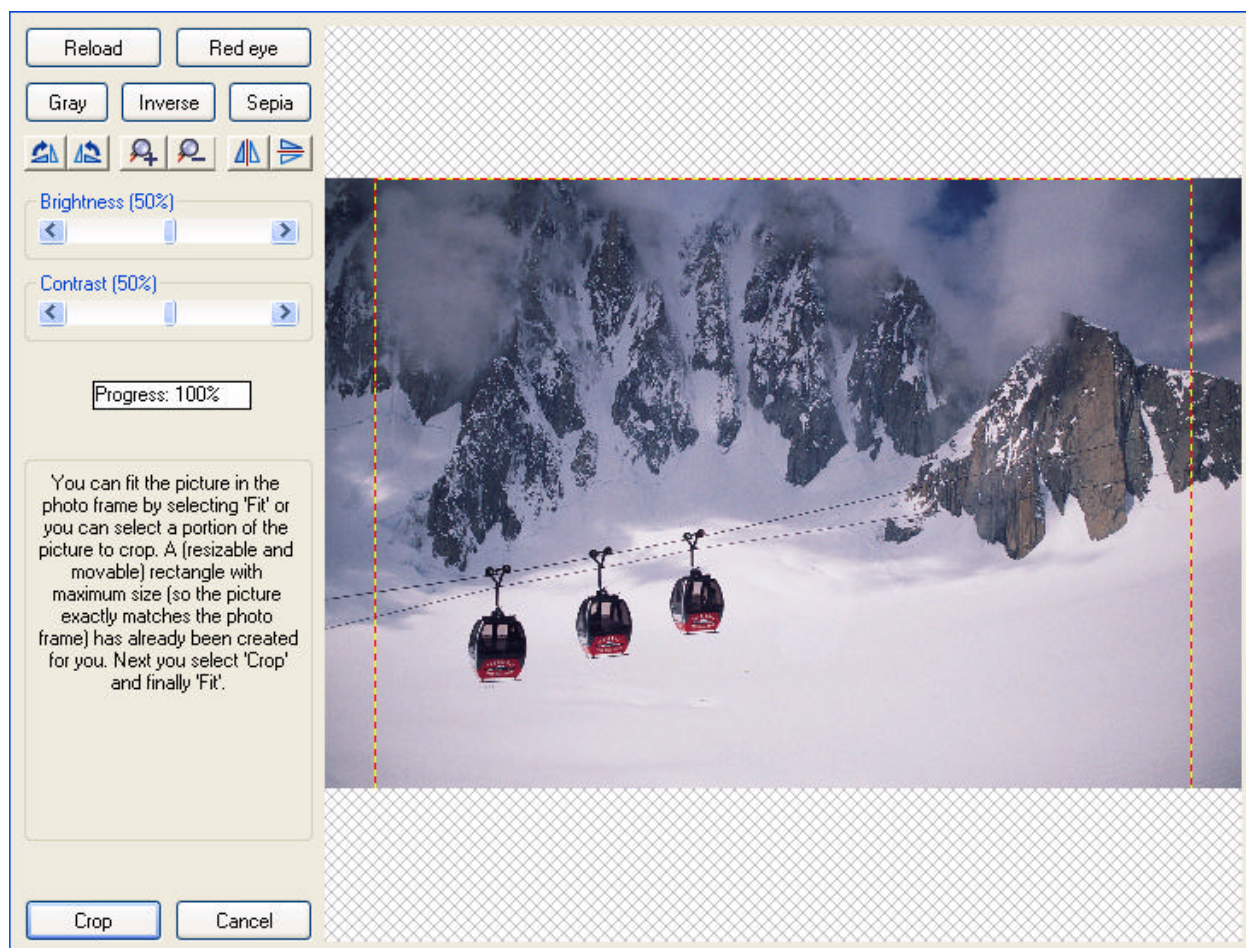 Reload
Red eye
Gray
Inverse
Sepia
Brightness (50%)
Contrast (50%)
Progress: 100%
You can fit the picture in the
photo frame by selecting 'Fit' or
you can select a portion of the
picture to crop. A (resizable and
movable) rectangle with
maximum size (so the picture
exactly matches the photo
frame) has already been created
for you. Next you select 'Crop'
and finally 'Fit'.
Crop
Cancel